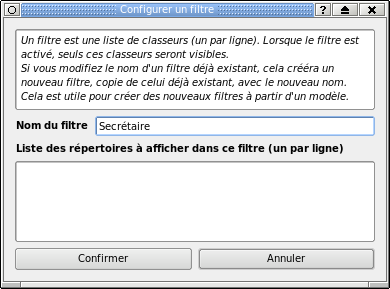 Configurer un filtre
Un filtre est une liste de classeurs (un par ligne). Lorsque le filtre est
activé, seuls ces classeurs seront visibles.
Si vous modifiez le nom d'un filtre déjà existant, cela crééra un
nouveau filtre, copie de celui déjà existant, avec le nouveau nom.
Cela est utile pour créer des nouveaux filtres à partir d'un modèle.
Nom du filtre Secrétaire
Liste des répertoires à afficher dans ce filtre (un par ligne)
Confirmer Annuler